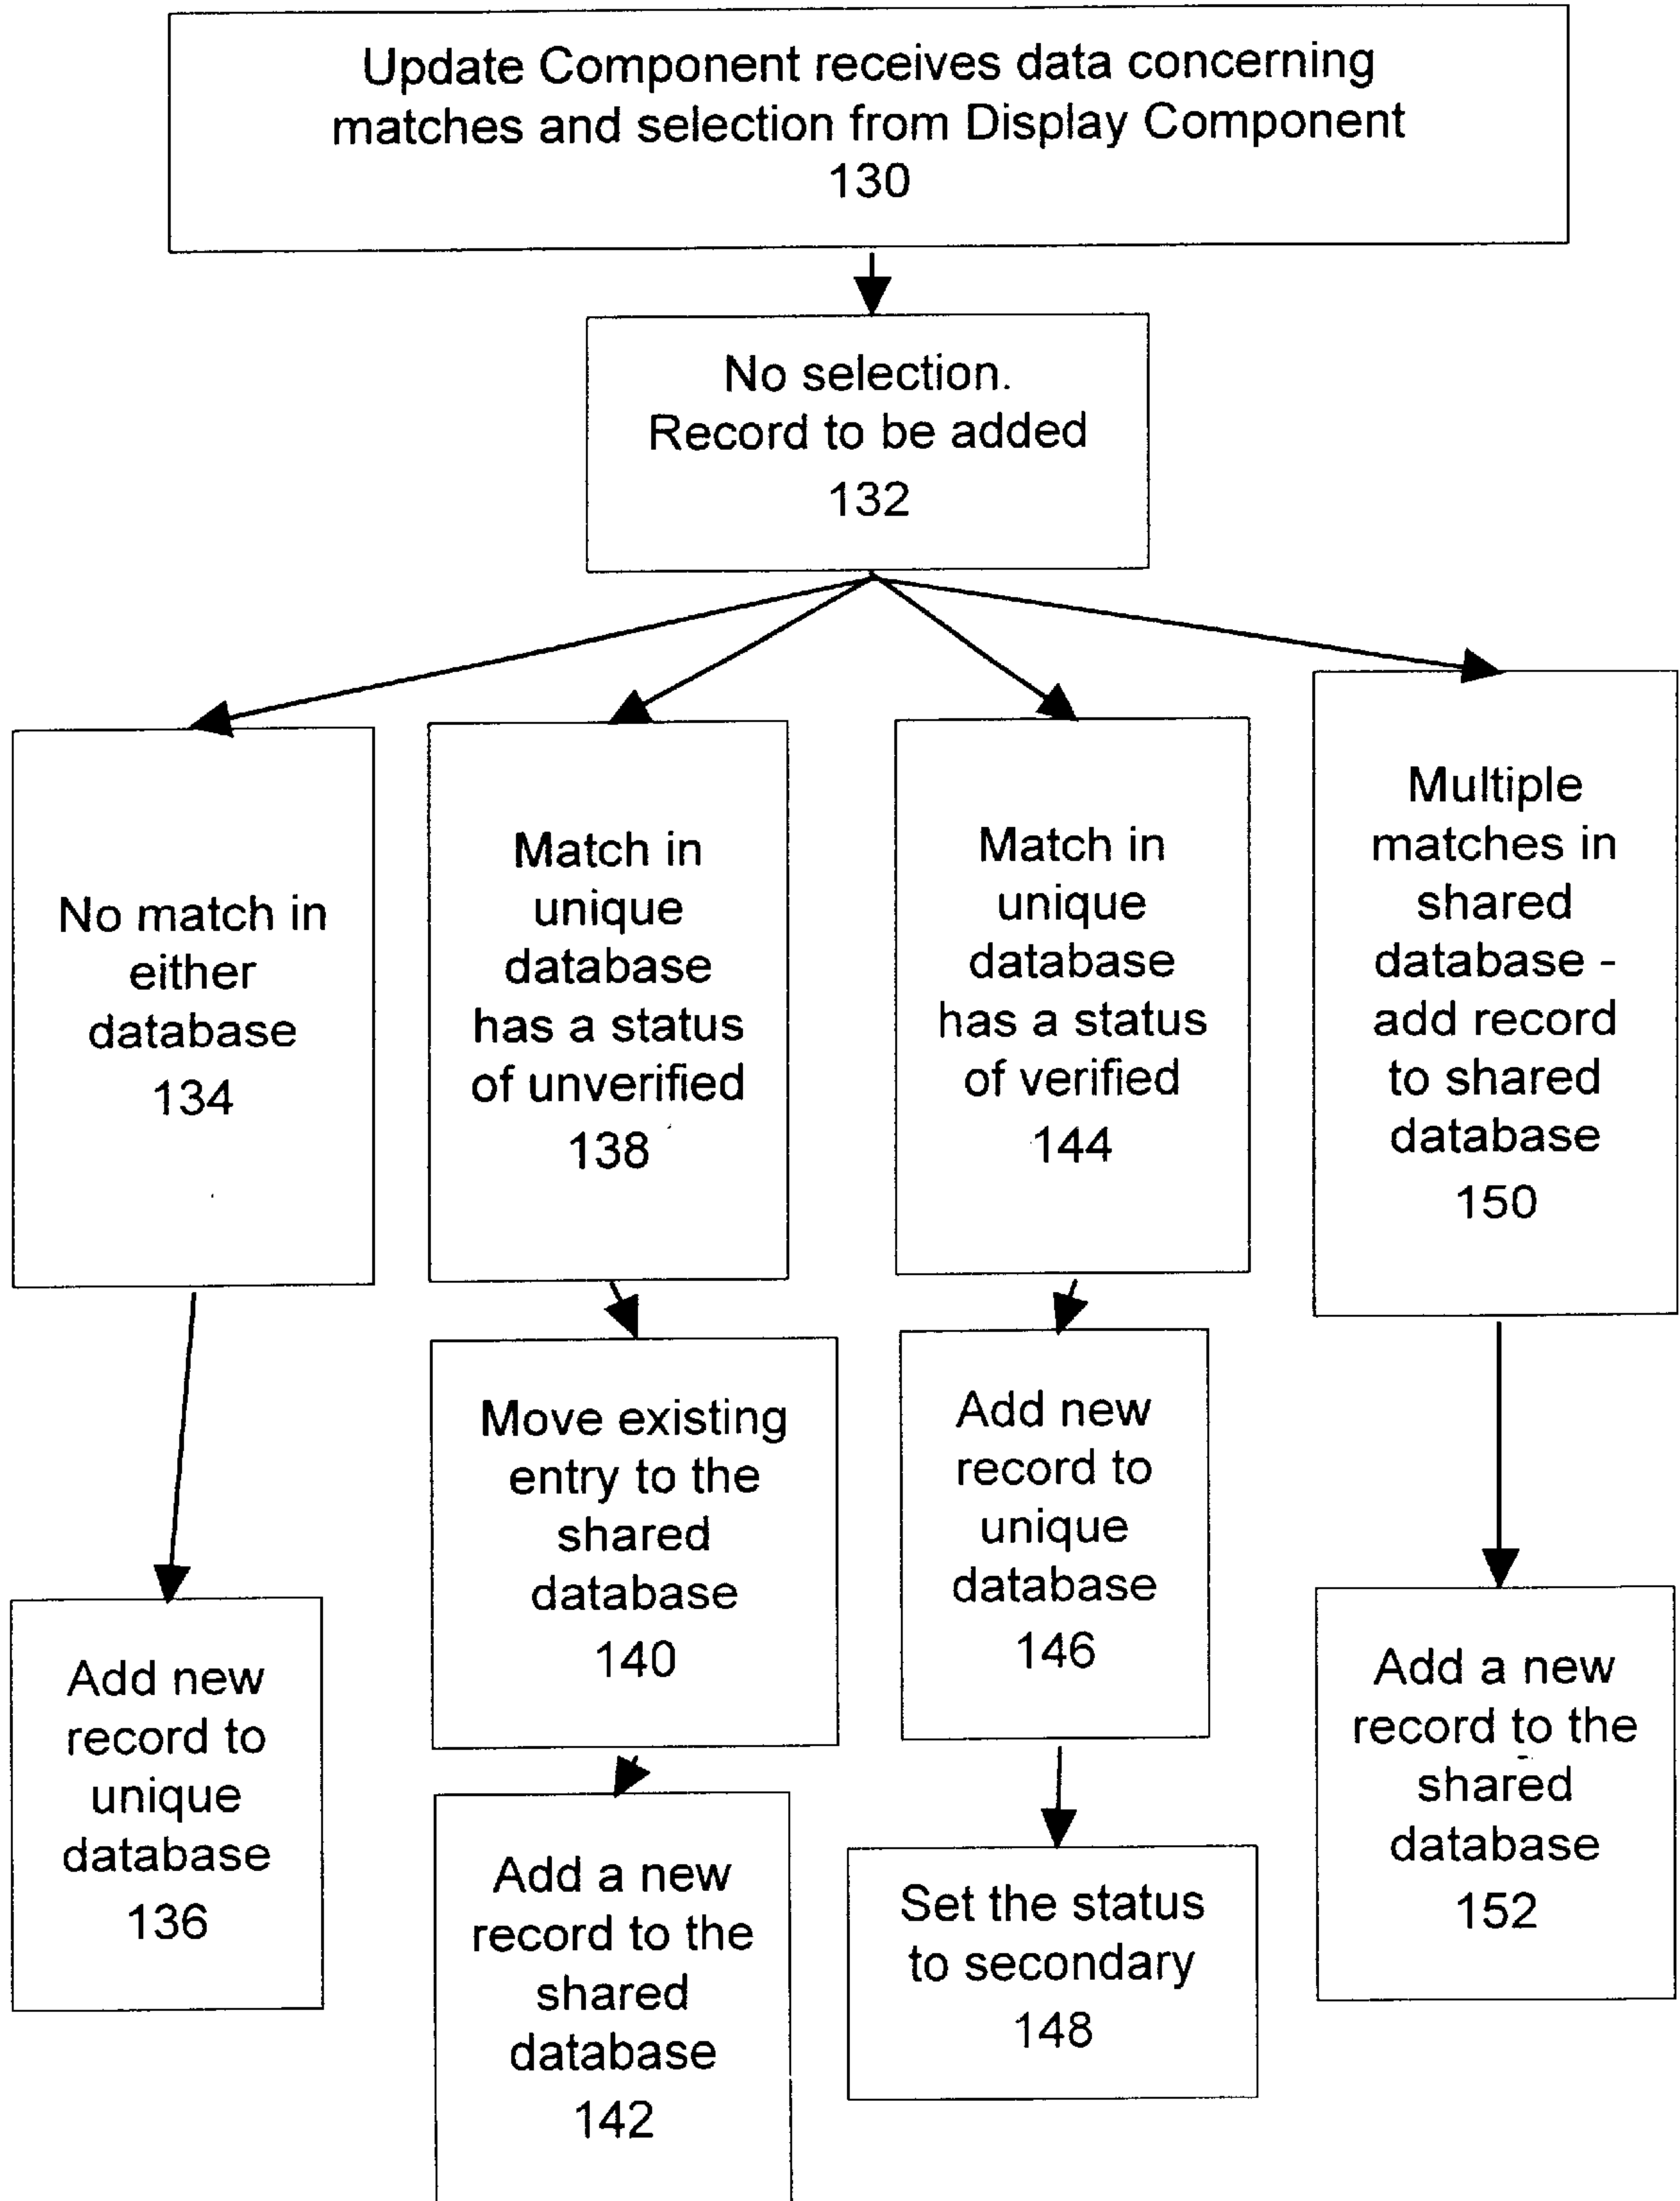 Update Component receives data concerning
matches and selection from Display Component
130
No selection.
Record to be added
132
No match in
either
database
134
Match in
unique
database
has a status
of unverified
138
Match in
unique
database
has a status
of verified
144
Multiple
matches in
shared
database -
add record
to shared
database
150
Add new
record to
unique
database
136
Move existing
entry to the
shared
database
140
Add a new
record to the
shared
database
142
Add new
record to
unique
database
146
Set the status
to secondary
148
Add a new
record to the
shared
database
152